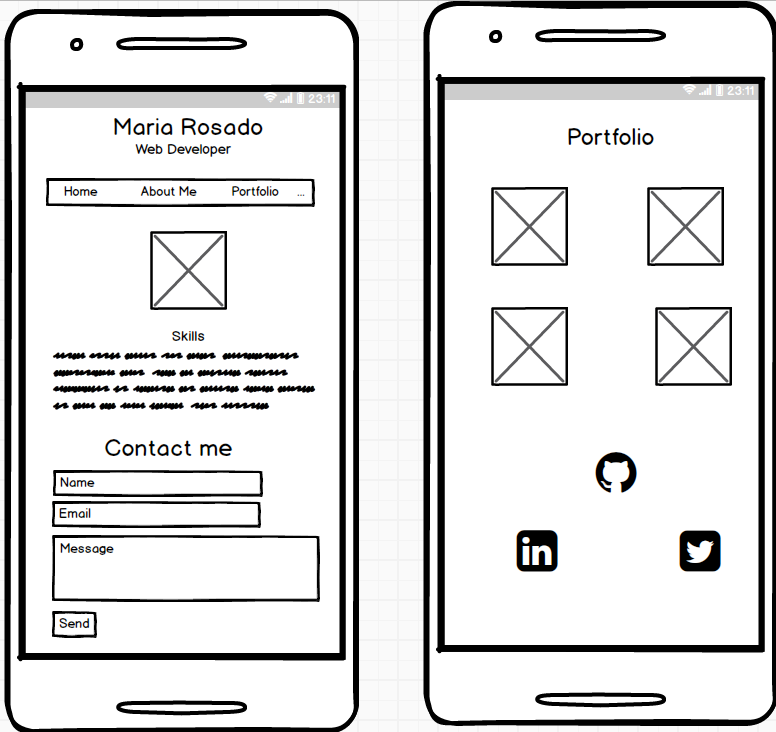 23:11
Maria Rosado
Web Developer
Home About Me Portfolio ...
Skills
Contact me
Name
Email
Message
Send
23:11
Portfolio
in